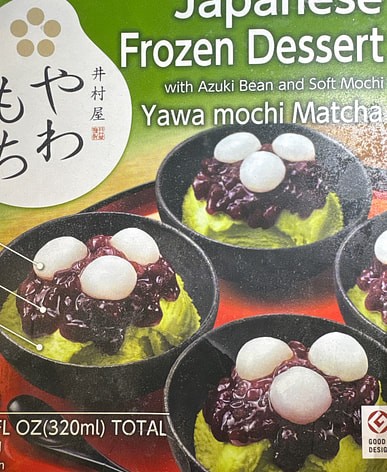 Japanese
Frozen Dessert
with Azuki Bean and Soft Mochi
Yawa mochi Matcha
井村屋
やわ
もち
FL OZ(320ml) TOTAL
GOOD
DESIGN